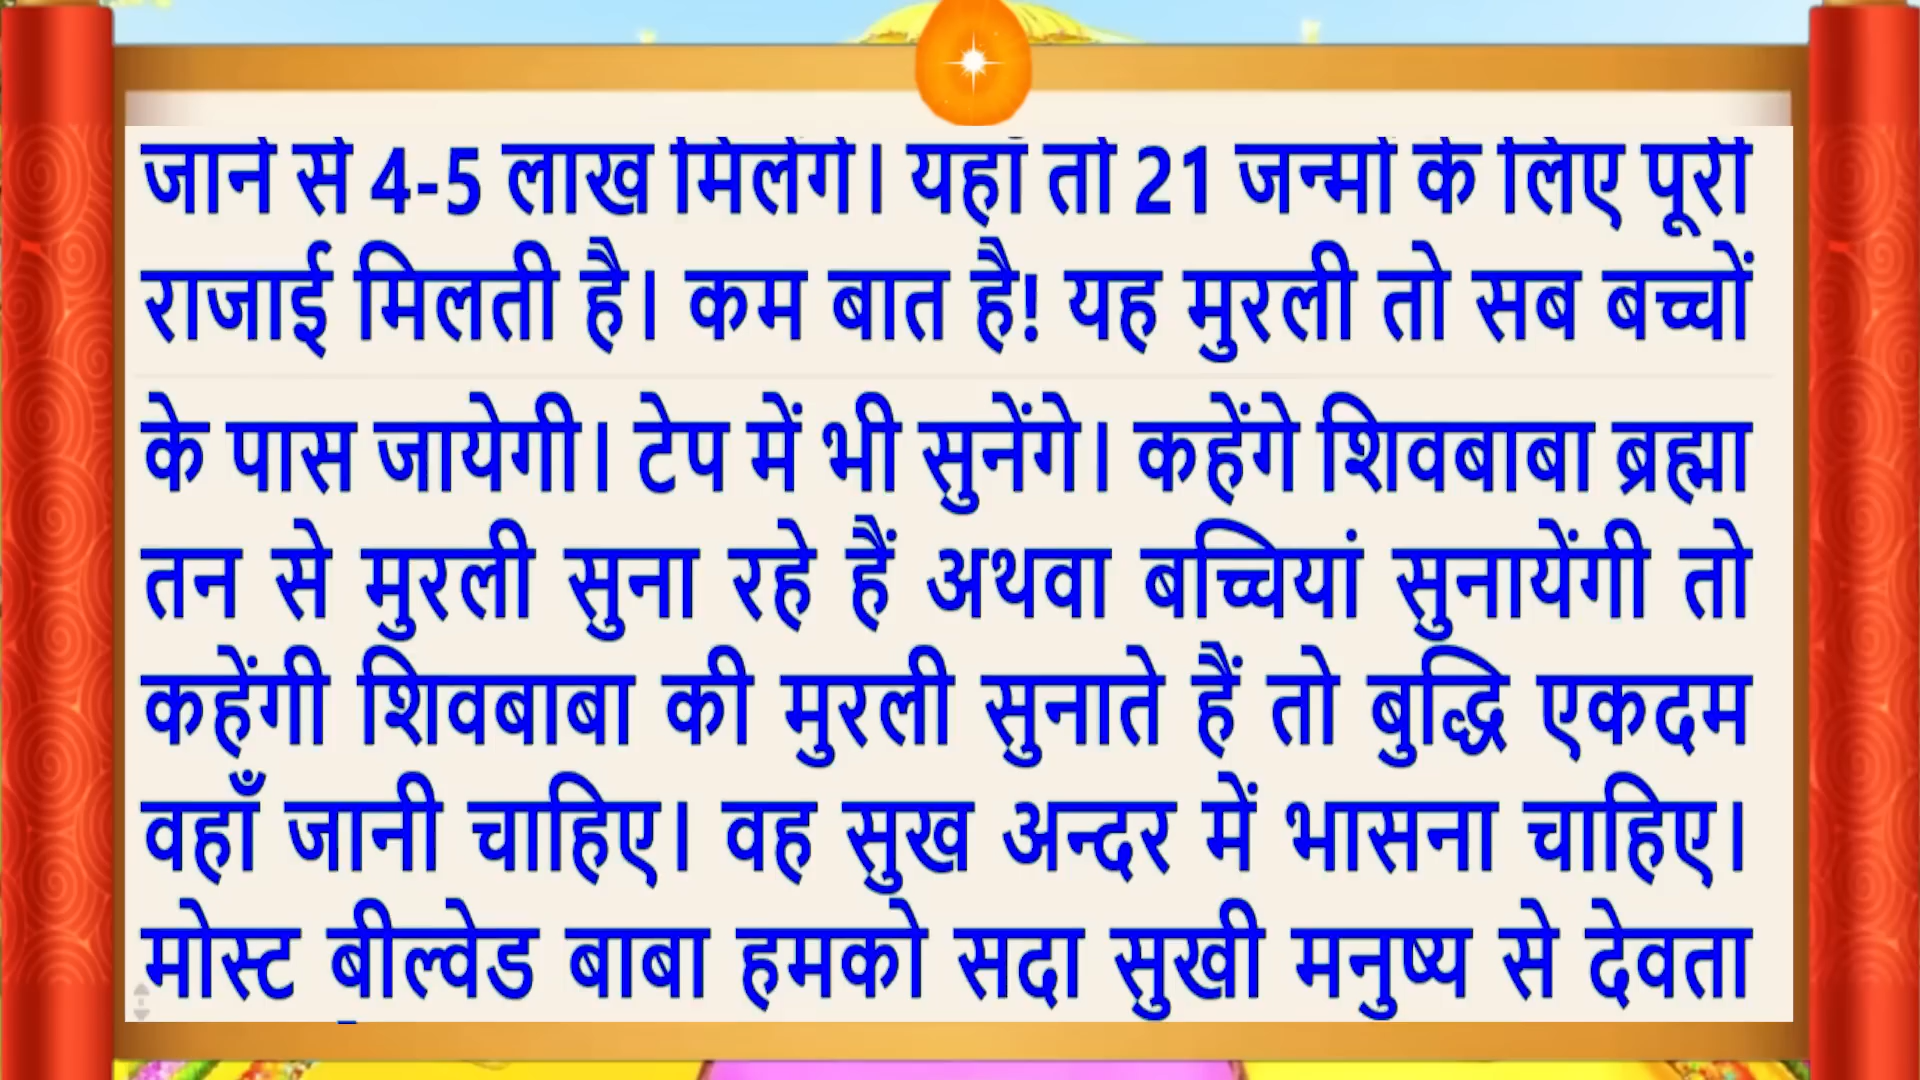 जाने से 4-5 लाख मिलेंगे। यहाँ तो 21 जन्मों के लिए पूरी
राजाई मिलती है। कम बात है! यह मुरली तो सब बच्चों
के पास जायेगी। टेप में भी सुनेंगे। कहेंगे शिवबाबा ब्रह्मा
तन से मुरली सुना रहे हैं अथवा बच्चियां सुनायेंगी तो
कहेंगी शिवबाबा की मुरली सुनाते हैं तो बुद्धि एकदम
वहाँ जानी चाहिए। वह सुख अन्दर में भासना चाहिए।
मोस्ट बील्वेड बाबा हमको सदा सुखी मनुष्य से देवता